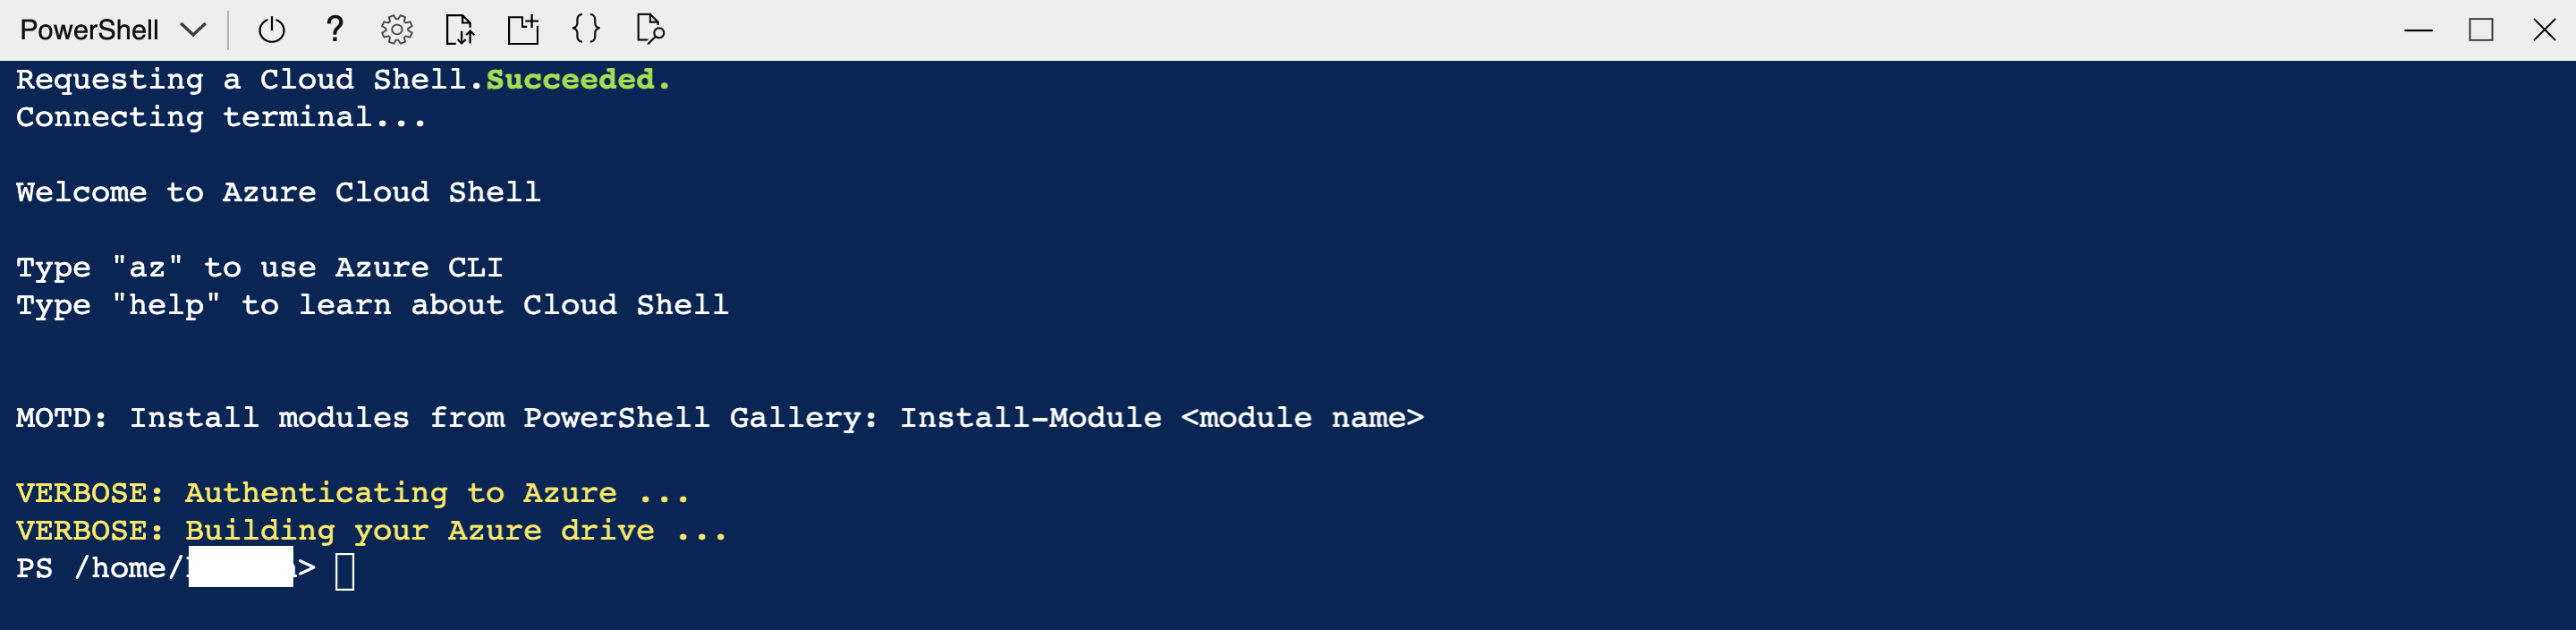 PowerShell
Requesting a Cloud Shell.Succeeded.
Connecting terminal...
Welcome to Azure Cloud Shell
Type "az" to use Azure CLI
Type "help" to learn about Cloud Shell
MOTD: Install modules from PowerShell Gallery: Install-Module <module name>
VERBOSE: Authenticating to Azure ...
VERBOSE: Building your Azure drive ...
PS /home/ >